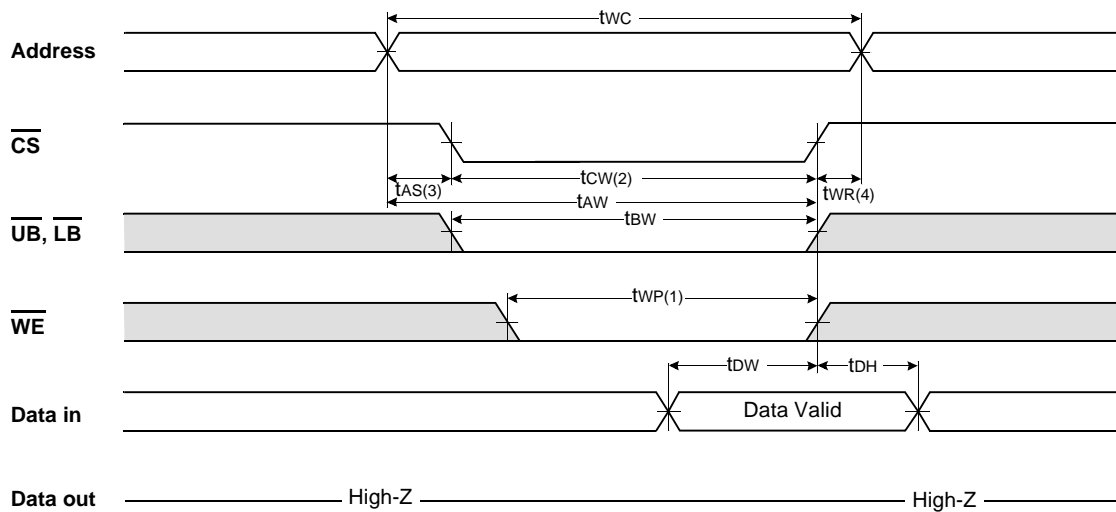 tWC
Address
CS
tAS(3) tCW(2) tWR(4)
tAW
UB, LB
tBW
WE
tWP(1)
tDW tDH
Data in Data Valid
Data out High-Z High-Z